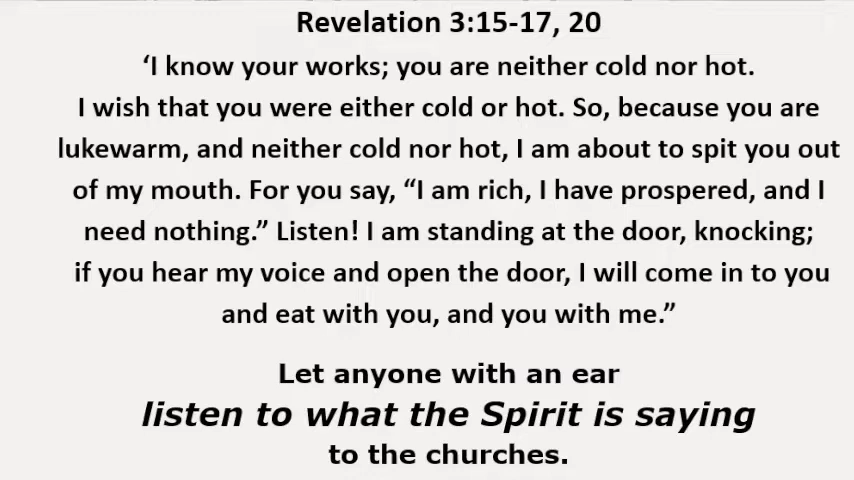 Revelation 3:15-17, 20
‘I know your works; you are neither cold nor hot.
I wish that you were either cold or hot. So, because you are
lukewarm, and neither cold nor hot, I am about to spit you out
of my mouth. For you say, “I am rich, I have prospered, and I
need nothing.” Listen! I am standing at the door, knocking;
if you hear my voice and open the door, I will come in to you
and eat with you, and you with me.”
Let anyone with an ear
listen to what the Spirit is saying
to the churches.